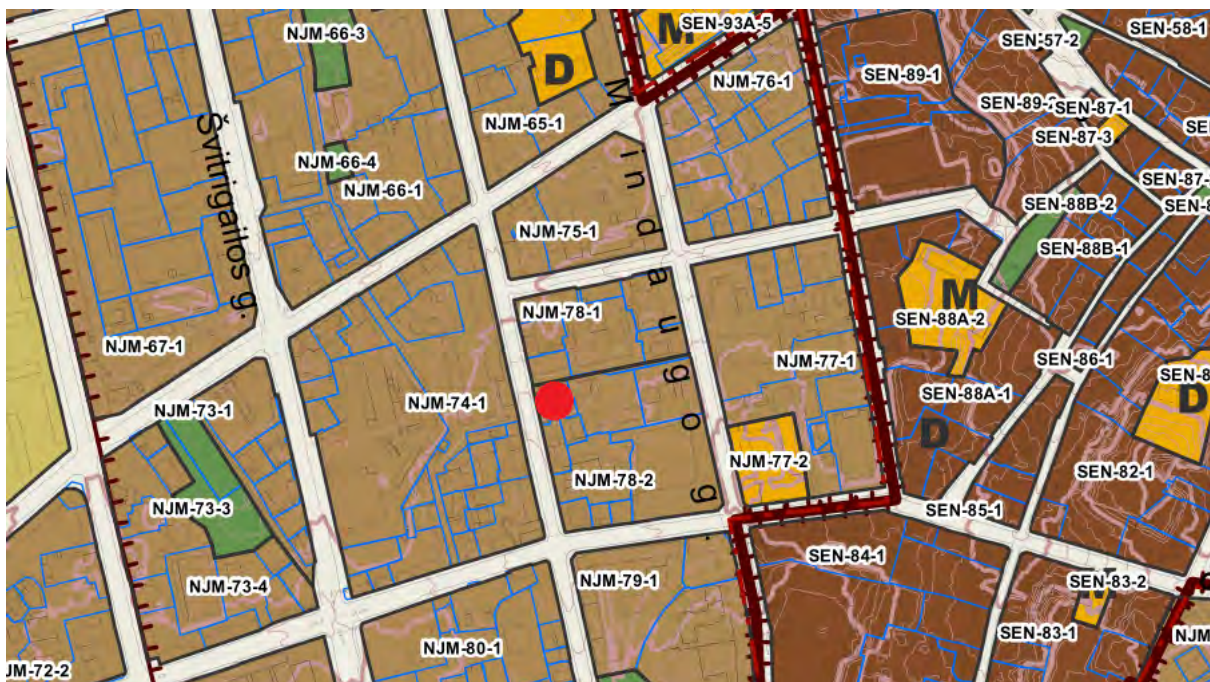 NJM-66-3
SEN-93A-5
SEN-57-2
SEN-58-1
M
D
NJM-76-1
SEN-89-1
NJM-65-1
SEN-87-1
SEN-87-3
NJM-66-4
NJM-66-1
Švitrigailos g.
Mindaugo g.
SEN-88B-2
NJM-75-1
SEN-88B-1
M
NJM-78-1
SEN-88A-2
NJM-67-1
NJM-77-1
SEN-86-1
NJM-73-1
NJM-74-1
SEN-88A-1
D
D
NJM-77-2
NJM-78-2
SEN-82-1
NJM-73-3
SEN-85-1
SEN-84-1
NJM-73-4
NJM-79-1
SEN-83-2
SEN-83-1
NJM-80-1